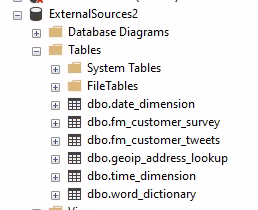 ExternalSources2
Database Diagrams
Tables
System Tables
FileTables
dbo.date_dimension
dbo.fm_customer_survey
dbo.fm_customer_tweets
dbo.geoip_address_lookup
dbo.time_dimension
dbo.word_dictionary